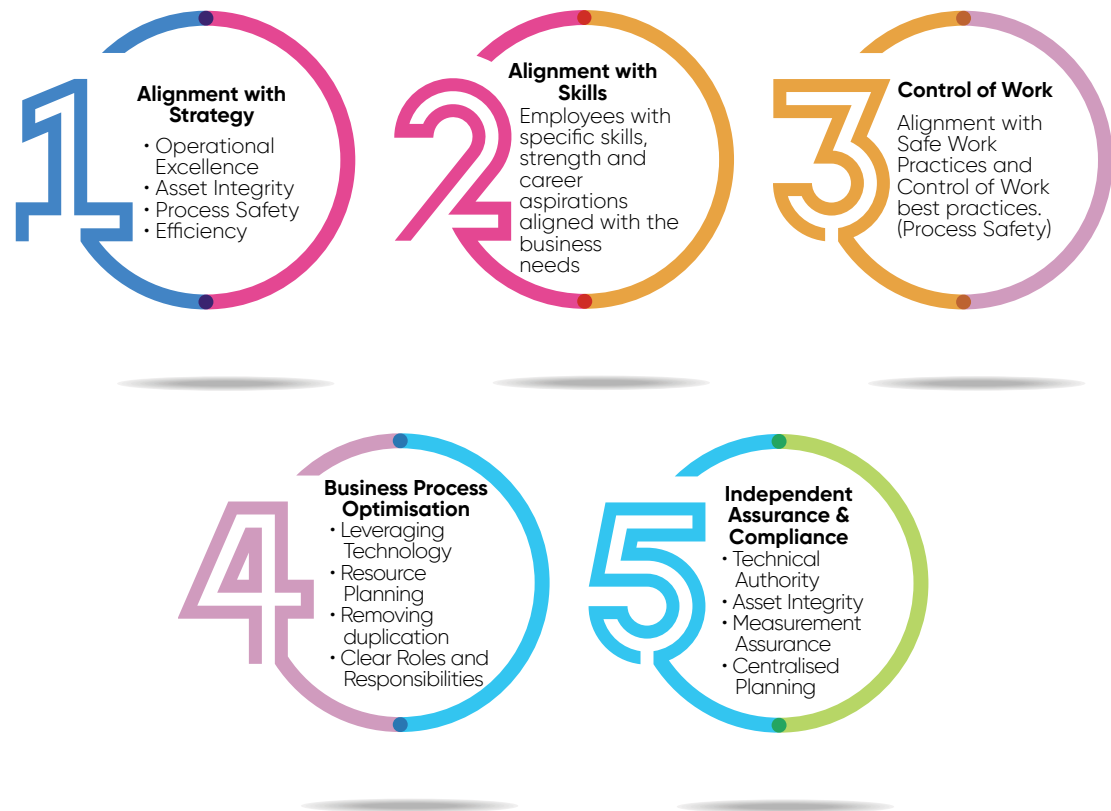 1
Alignment with
Strategy
• Operational
Excellence
• Asset Integrity
• Process Safety
• Efficiency
2
Alignment with
Skills
Employees with
specific skills,
strength and
career
aspirations
aligned with the
business
needs
3
Control of Work
Alignment with
Safe Work
Practices and
Control of Work
best practices.
(Process Safety)
4
Business Process
Optimisation
• Leveraging
Technology
• Resource
Planning
• Removing
duplication
• Clear Roles and
Responsibilities
5
Independent
Assurance &
Compliance
• Technical
Authority
• Asset Integrity
• Measurement
Assurance
• Centralised
Planning